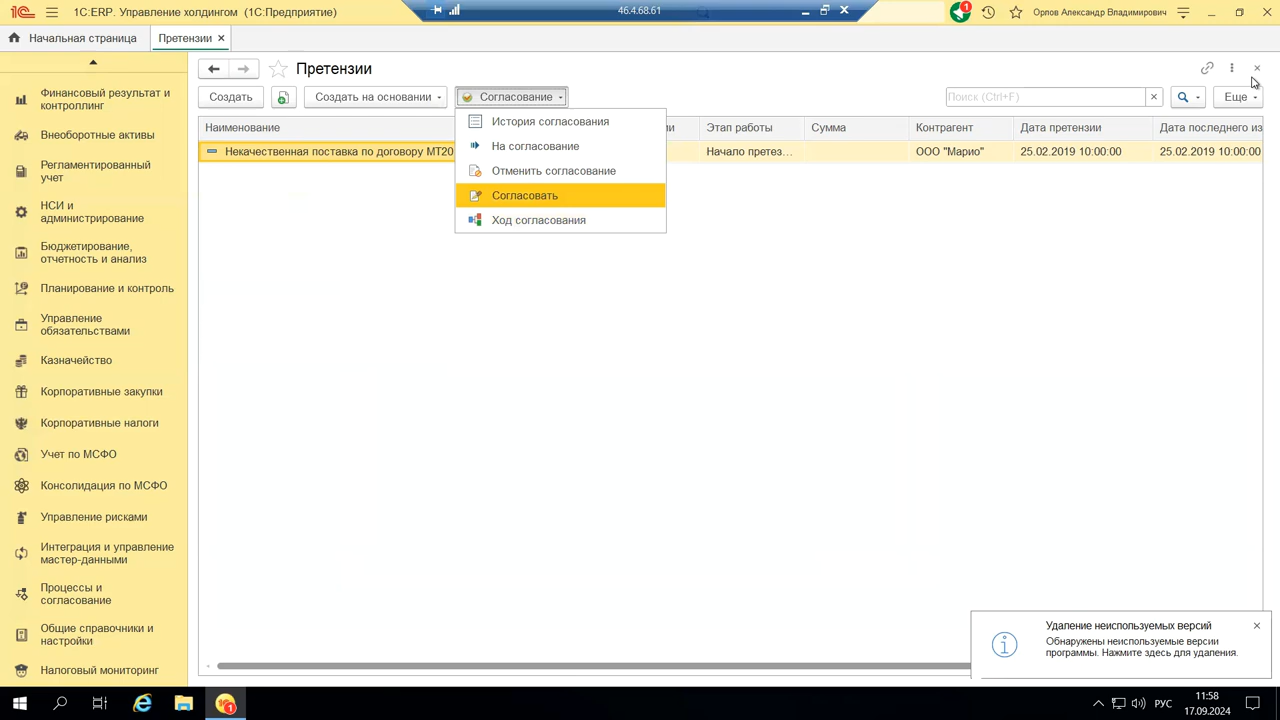 1С:ERP. Управление холдингом (1С:Предприятие)
46.4.68.61
1
Орлов Александр Владимирович
Начальная страница
Претензии
Претензии
Создать
Создать на основании
Согласование
Поиск (Ctrl+F)
Еще
Наименование
ии
Этап работы
Сумма
Контрагент
Дата претензии
Дата последнего из
Некачественная поставка по договору МТ20
Начало претез...
ООО "Марио"
25.02.2019 10:00:00
25.02.2019 10:00:00
История согласования
На согласование
Отменить согласование
Согласовать
Ход согласования
Финансовый результат и
контроллинг
Внеоборотные активы
Регламентированный
учет
НСИ и
администрирование
Бюджетирование,
отчетность и анализ
Планирование и контроль
Управление
обязательствами
Казначейство
Корпоративные закупки
Корпоративные налоги
Учет по МСФО
Консолидация по МСФО
Управление рисками
Интеграция и управление
мастер-данными
Процессы и
согласование
Общие справочники и
настройки
Налоговый мониторинг
Удаление неиспользуемых версий
Обнаружены неиспользуемые версии
программы. Нажмите здесь для удаления.
1
РУС
11:58
17.09.2024